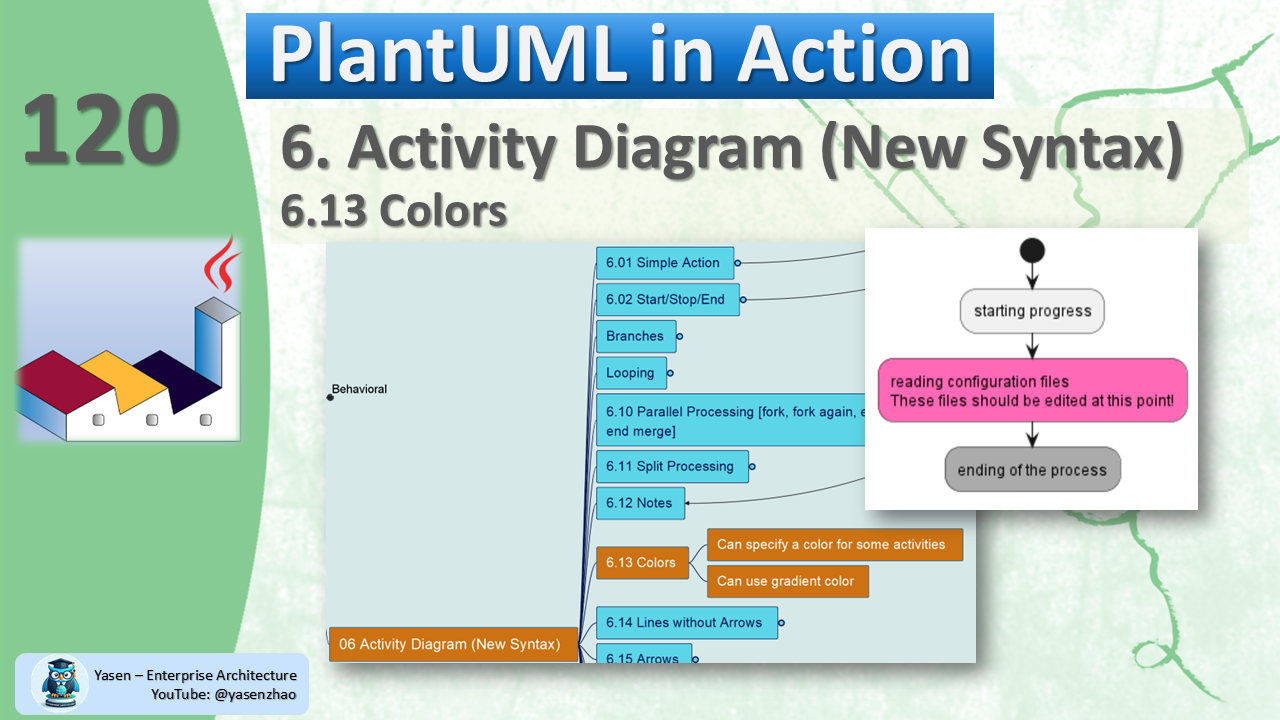 PlantUML in Action
120
6. Activity Diagram (New Syntax)
6.13 Colors
6.01 Simple Action
6.02 Start/Stop/End
Branches
Looping
Behavioral
6.10 Parallel Processing [fork, fork again,
end merge]
6.11 Split Processing
6.12 Notes
6.13 Colors
Can specify a color for some activities
Can use gradient color
6.14 Lines without Arrows
06 Activity Diagram (New Syntax)
6.15 Arrows
starting progress
reading configuration files
These files should be edited at this point!
ending of the process
Yasen – Enterprise Architecture
YouTube: @yasenzhao